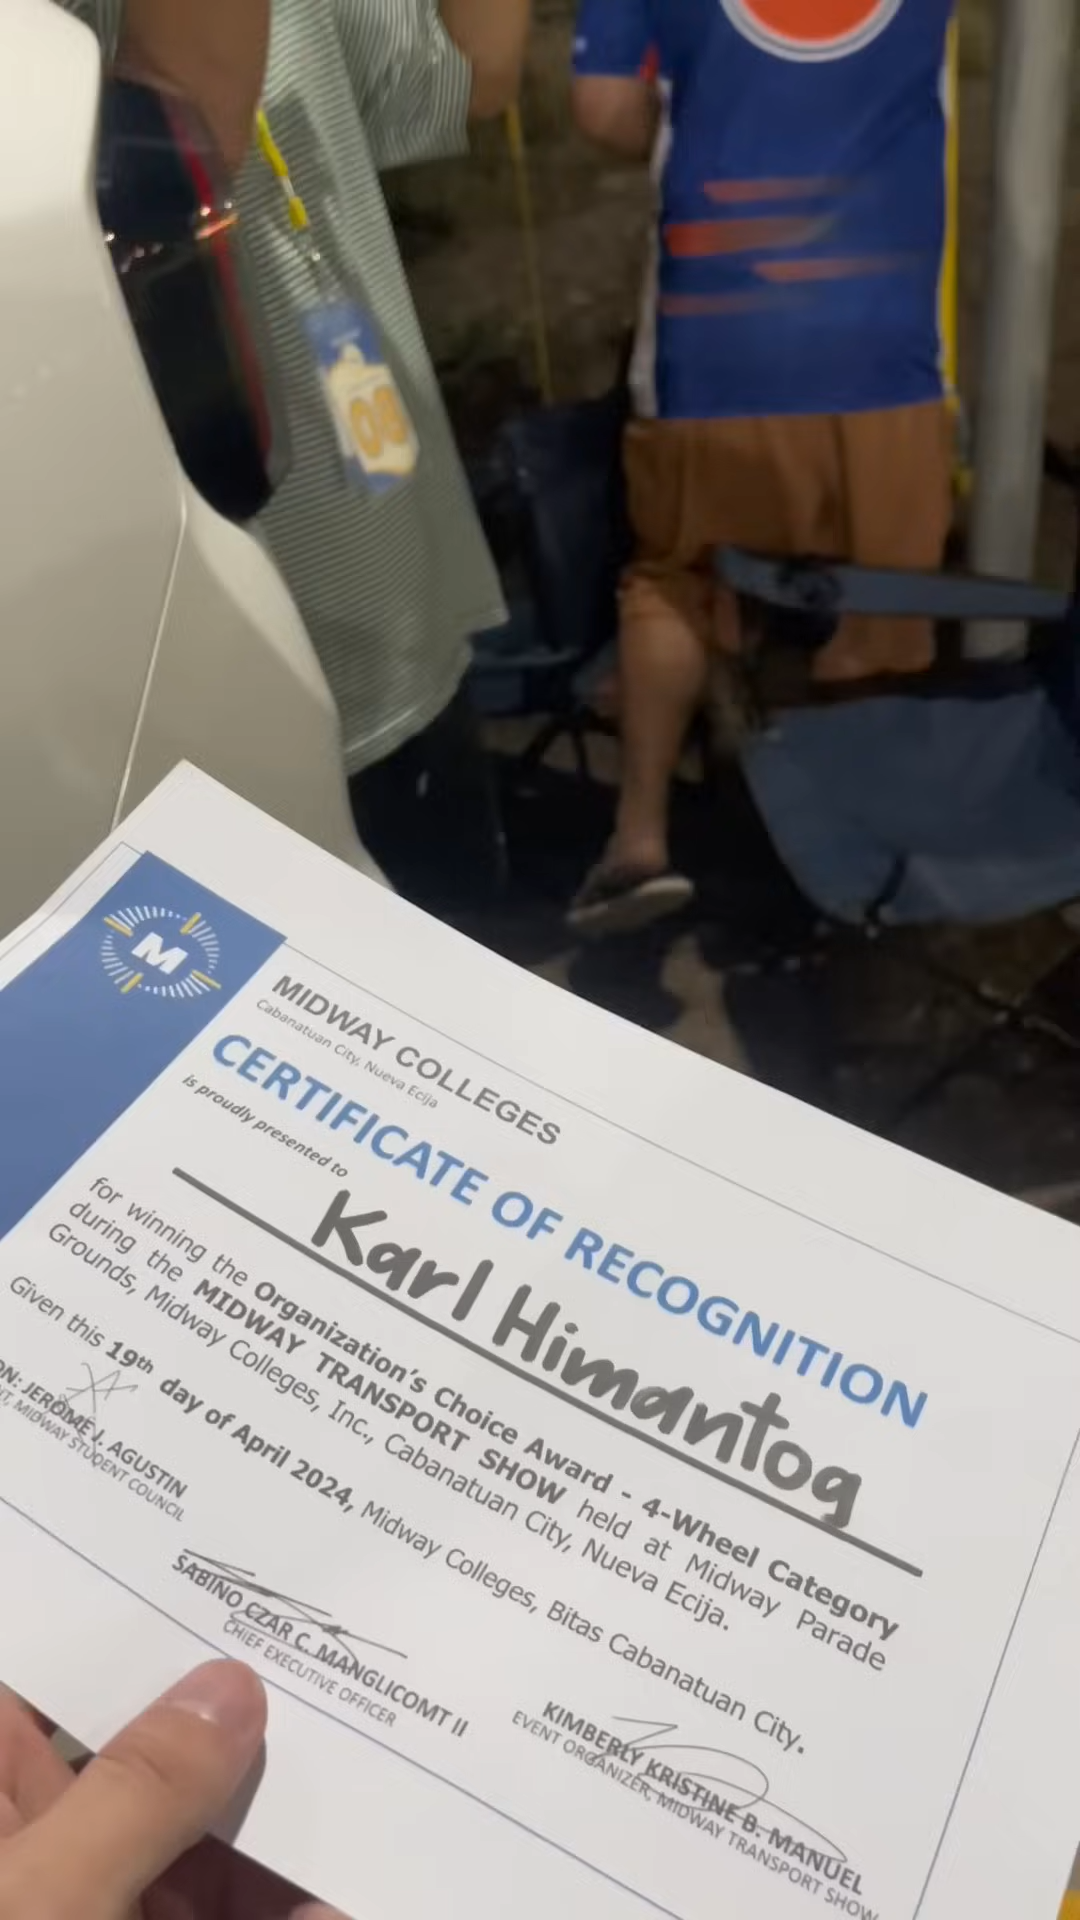 08
M
MIDWAY COLLEGES
Cabanatuan City, Nueva Ecija
CERTIFICATE OF RECOGNITION
is proudly presented to
Karl Himantog
for winning the Organization's Choice Award - 4-Wheel Category
during the MIDWAY TRANSPORT SHOW held at Midway Parade
Grounds, Midway Colleges, Inc., Cabanatuan City, Nueva Ecija.
Given this 19th day of April 2024, Midway Colleges, Bitas Cabanatuan City.
ON: JEROME J. AGUSTIN
MIDWAY STUDENT COUNCIL
SABINO CZAR C. MANGLICOMT II
CHIEF EXECUTIVE OFFICER
KIMBERLY KRISTINE B. MANUEL
EVENT ORGANIZER, MIDWAY TRANSPORT SHOW